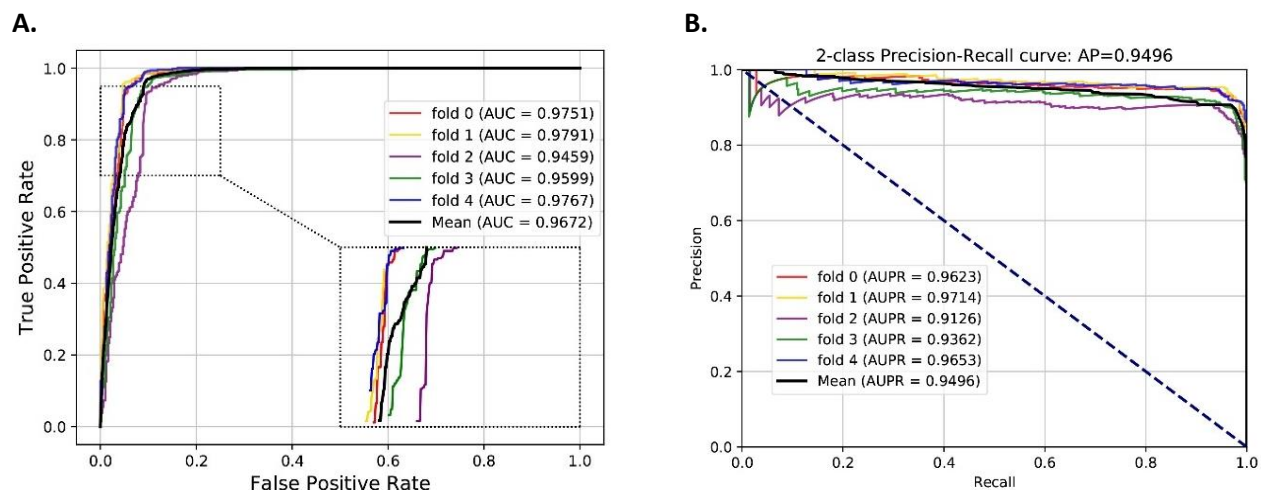 A.
1.0
0.8
0.6
0.4
0.2
0.0
True Positive Rate
fold 0 (AUC = 0.9751)
fold 1 (AUC = 0.9791)
fold 2 (AUC = 0.9459)
fold 3 (AUC = 0.9599)
fold 4 (AUC = 0.9767)
Mean (AUC = 0.9672)
0.0 0.2 0.4 0.6 0.8 1.0
False Positive Rate
B.
2-class Precision-Recall curve: AP=0.9496
1.0
0.8
0.6
0.4
0.2
0.0
Precision
fold 0 (AUPR = 0.9623)
fold 1 (AUPR = 0.9714)
fold 2 (AUPR = 0.9126)
fold 3 (AUPR = 0.9362)
fold 4 (AUPR = 0.9653)
Mean (AUPR = 0.9496)
0.0 0.2 0.4 0.6 0.8 1.0
Recall